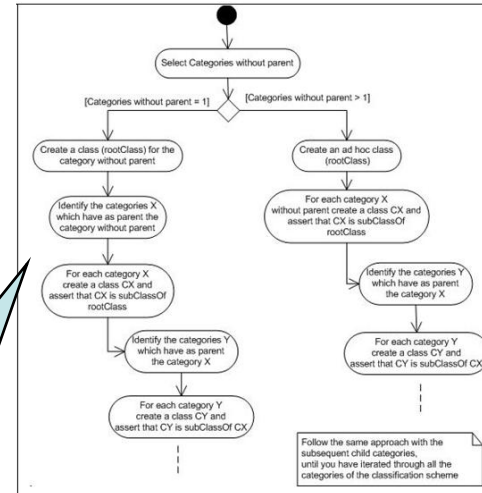 Select Categories without parent
[Categories without parent = 1]
[Categories without parent > 1]
Create a class (rootClass) for the
category without parent
Identify the categories X
which have as parent the
category without parent
For each category X
create a class CX and
assert that CX is subClassOf
rootClass
Identify the categories Y
which have as parent
the category X
For each category Y
create a class CY and
assert that CY is subClassOf CX
Create an ad hoc class
(rootClass)
For each category X
without parent create a class CX and
assert that CX is subClassOf
rootClass
Identify the categories Y
which have as parent
the category X
For each category Y
create a class CY and
assert that CY is subClassOf CX
Follow the same approach with the
subsequent child categories,
until you have iterated through all the
categories of the classification scheme